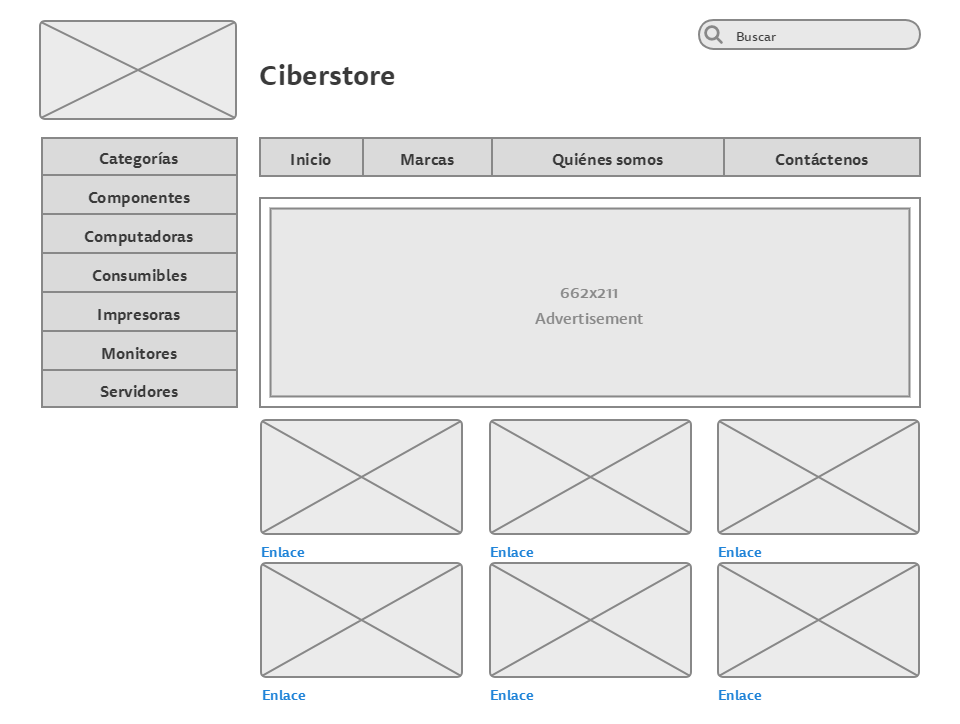 Buscar
Ciberstore
Categorías
Componentes
Computadoras
Consumibles
Impresoras
Monitores
Servidores
Inicio
Marcas
Quiénes somos
Contáctenos
662x211
Advertisement
Enlace
Enlace
Enlace
Enlace
Enlace
Enlace